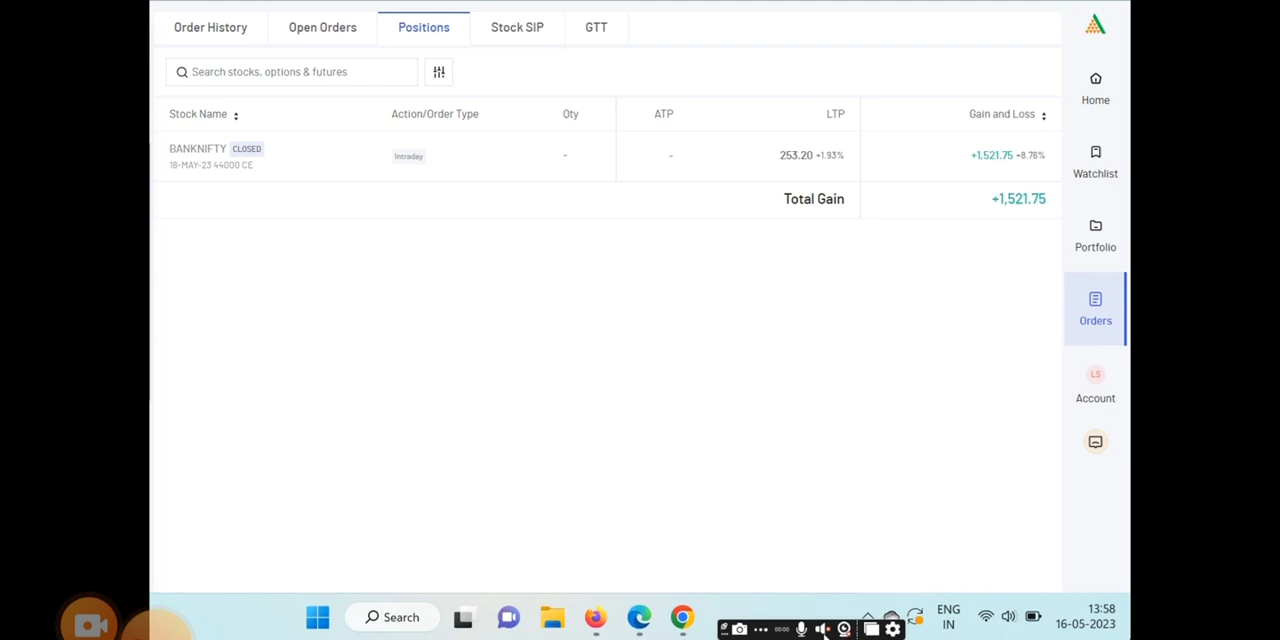 Order History
Open Orders
Positions
Stock SIP
GTT
Search stocks, options & futures
Stock Name
Action/Order Type
Qty
ATP
LTP
Gain and Loss
BANKNIFTY CLOSED
18-MAY-23 44000 CE
Intraday
-
-
253.20 +1.93%
+1,521.75 +8.76%
Total Gain
+1,521.75
Home
Watchlist
Portfolio
Orders
LS
Account
Search
00:00
ENG
IN
13:58
16-05-2023